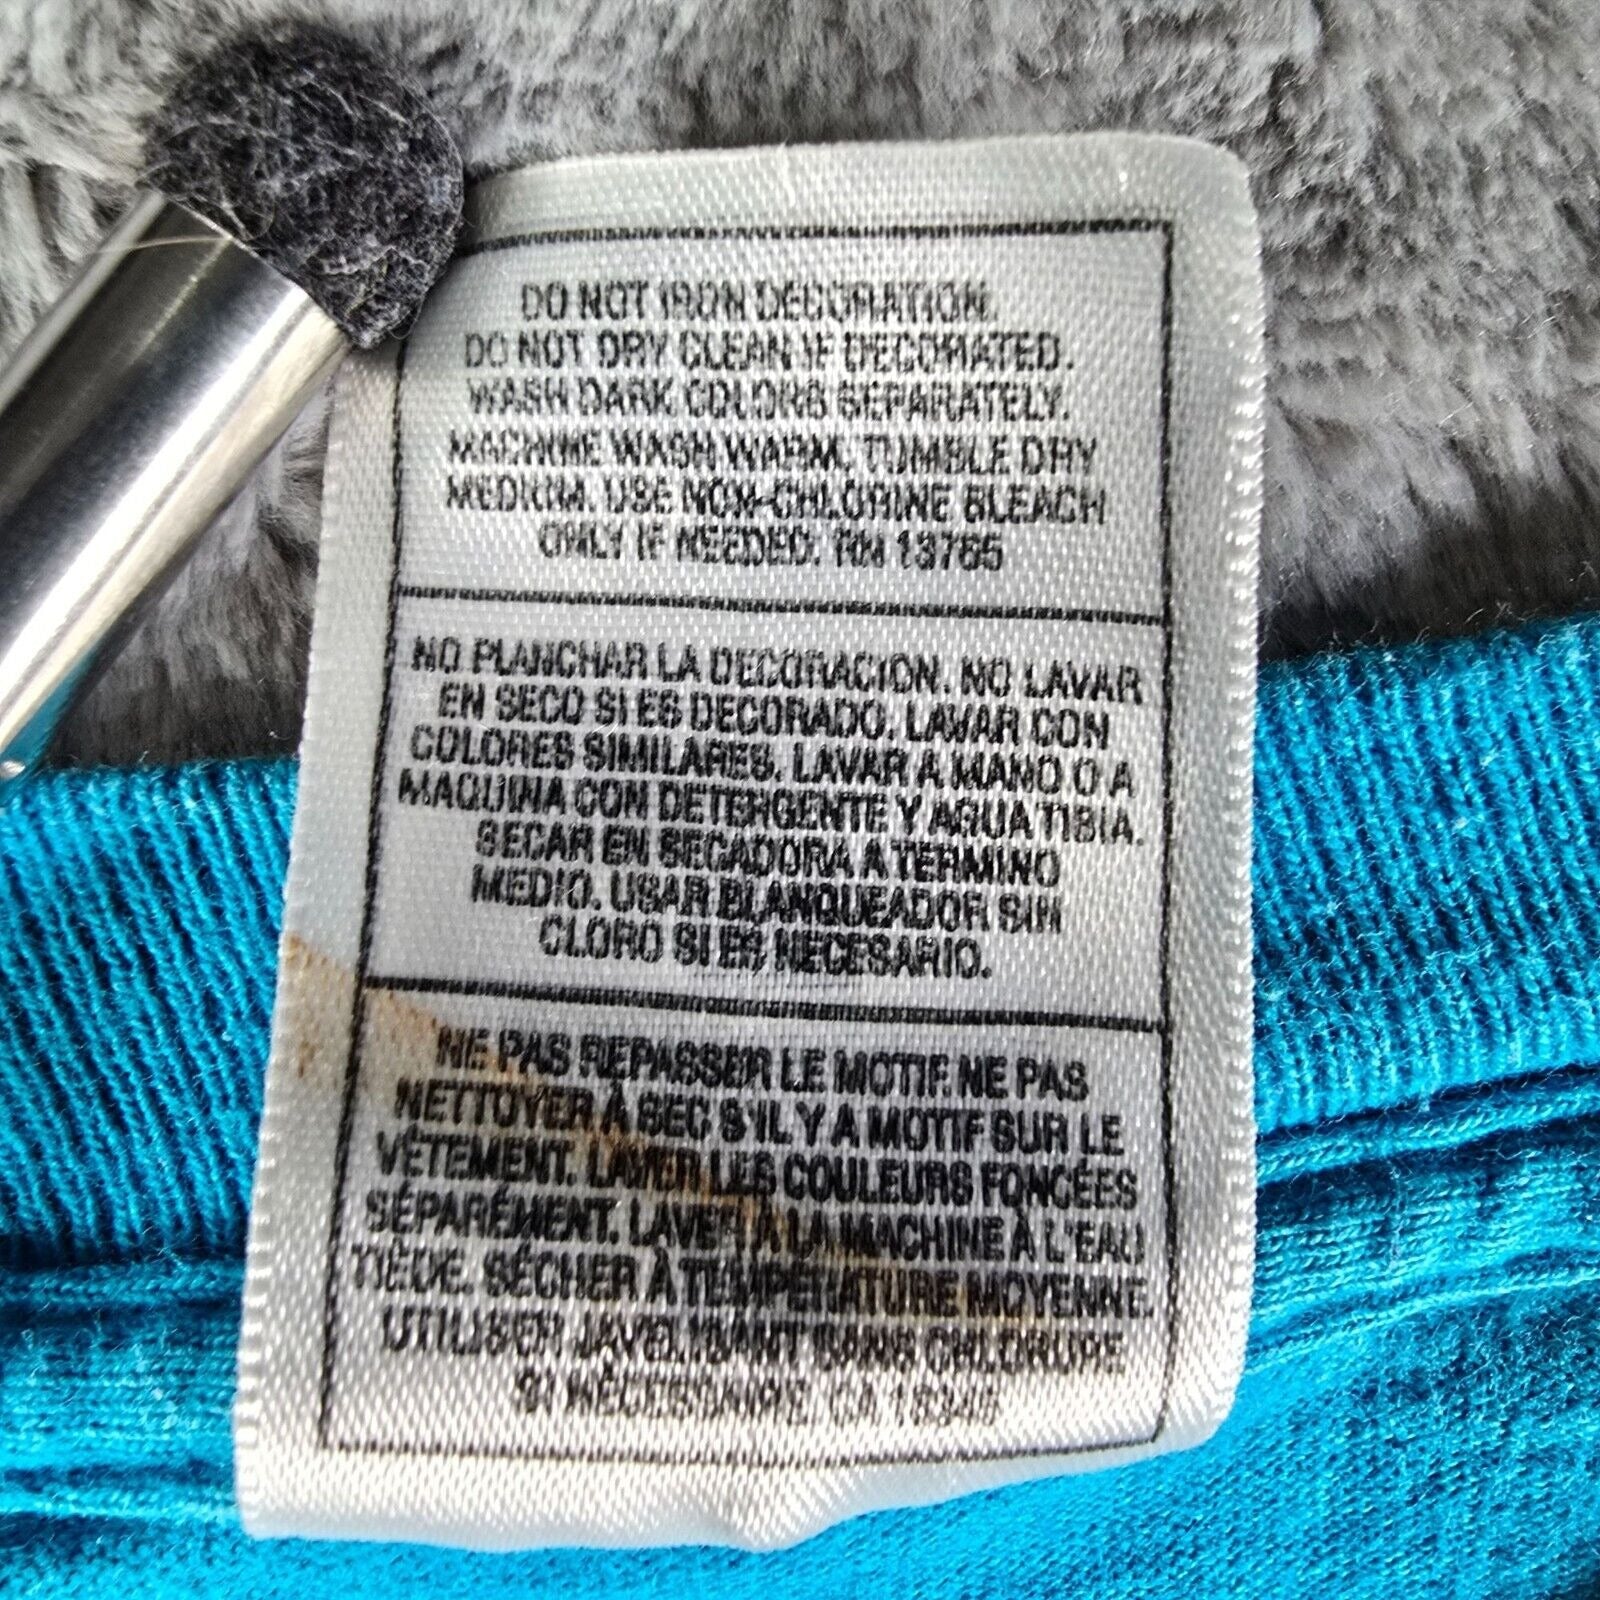 DO NOT IRON DECORATION.
DO NOT DRY CLEAN IF DECORATED.
WASH DARK COLORS SEPARATELY.
MACHINE WASH WARM. TUMBLE DRY
MEDIUM. USE NON-CHLORINE BLEACH
ONLY IF NEEDED. RN 13765
NO PLANCHAR LA DECORACION. NO LAVAR
EN SECO SI ES DECORADO. LAVAR CON
COLORES SIMILARES. LAVAR A MANO O A
MAQUINA CON DETERGENTE Y AGUA TIBIA.
SECAR EN SECADORA A TERMINO
MEDIO. USAR BLANQUEADOR SIN
CLORO SI ES NECESARIO.
NE PAS REPASSER LE MOTIF. NE PAS
NETTOYER À SEC S'IL Y A MOTIF SUR LE
VÊTEMENT. LAVER LES COULEURS FONCÉES
SÉPARÉMENT. LAVER À LA MACHINE À L'EAU
TIÈDE. SÉCHER À TEMPÉRATURE MOYENNE.
UTILISER JAVELISANT SANS CHLORURE
SI NÉCESSAIRE. CA